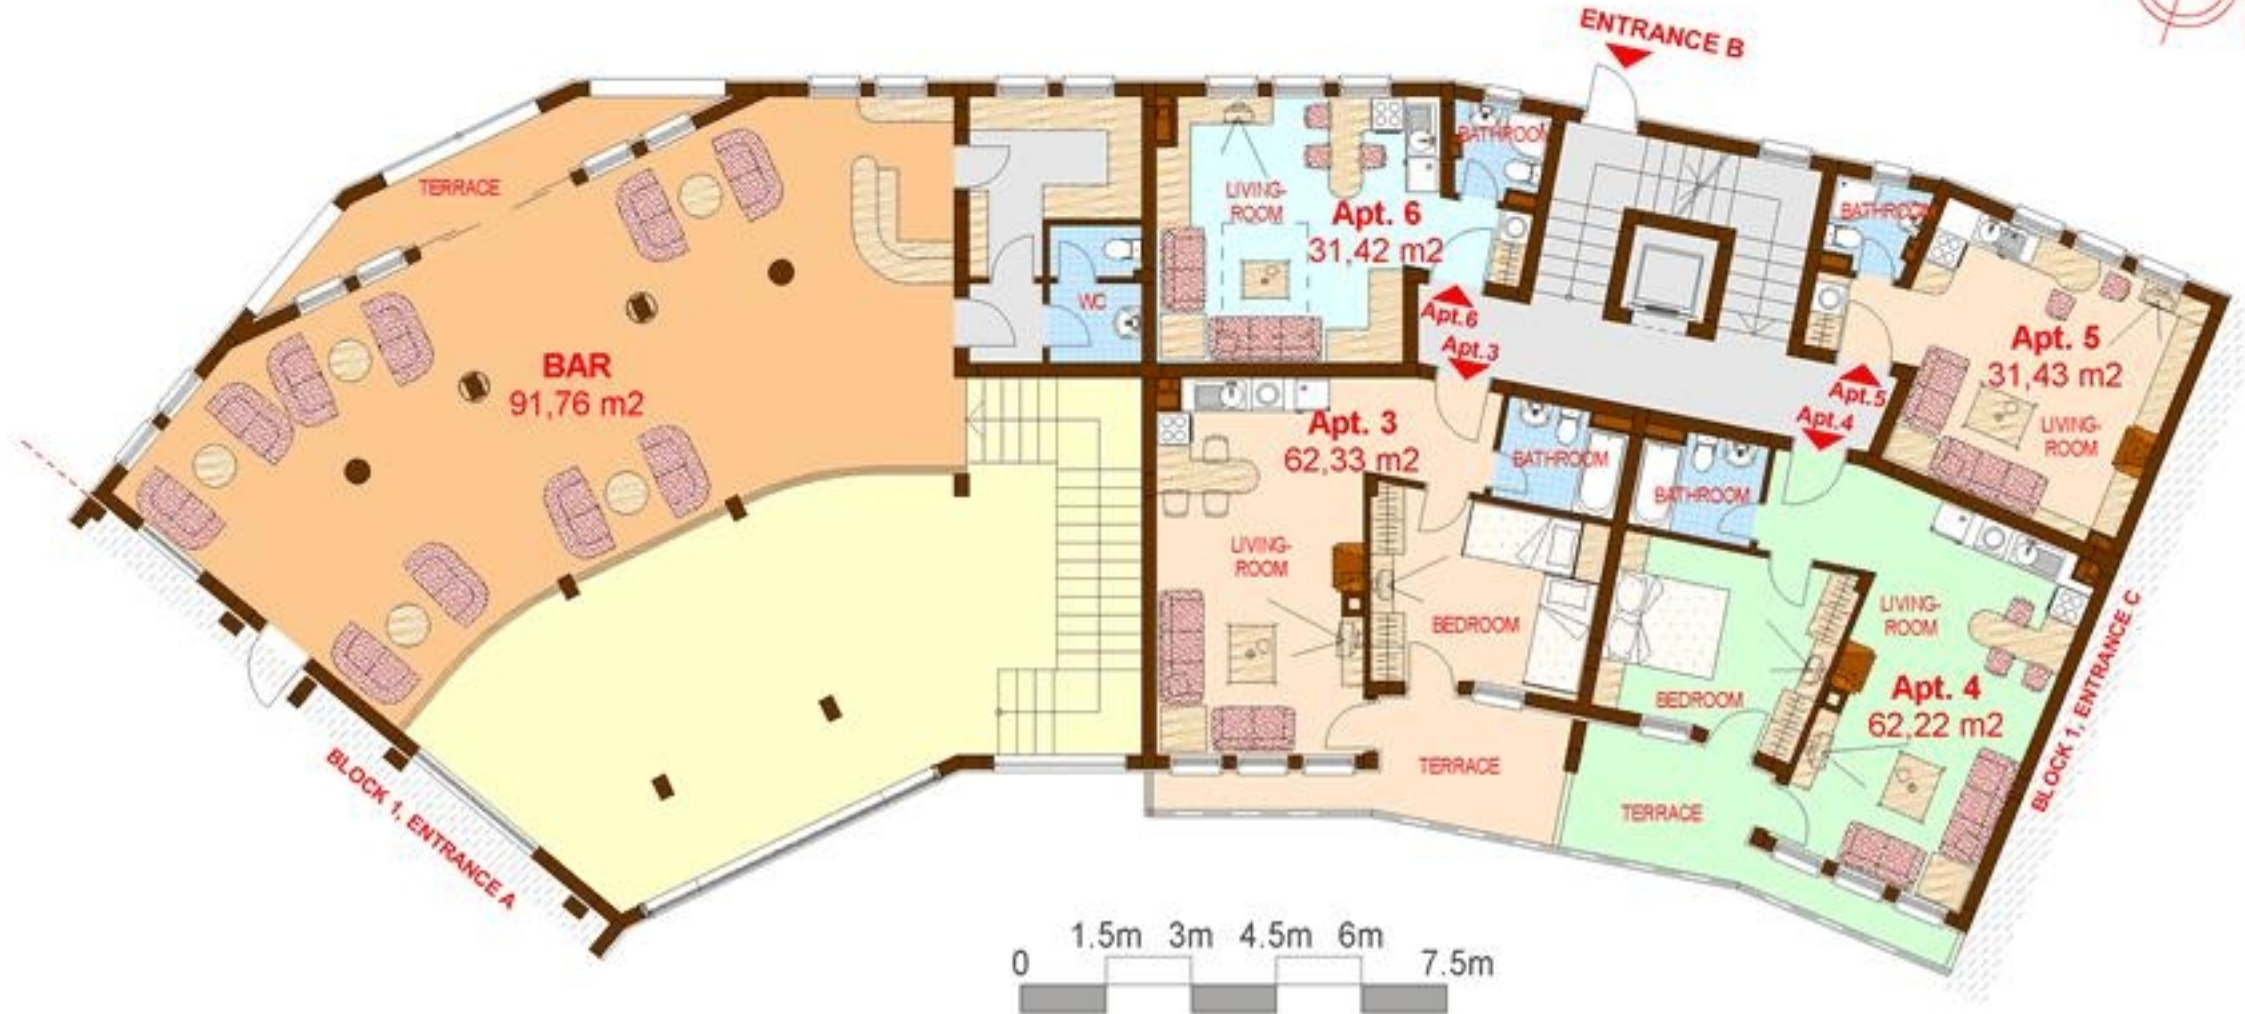 ENTRANCE B
TERRACE
BAR
91,76 m2
WC
LIVING-
ROOM
Apt. 6
31,42 m2
BATHROOM
Apt.6
Apt.3
BATHROOM
Apt. 5
31,43 m2
LIVING-
ROOM
Apt.5
Apt.4
Apt. 3
62,33 m2
BATHROOM
LIVING-
ROOM
BEDROOM
TERRACE
BATHROOM
BEDROOM
LIVING-
ROOM
Apt. 4
62,22 m2
TERRACE
BLOCK 1, ENTRANCE A
BLOCK 1, ENTRANCE C
0 1.5m 3m 4.5m 6m 7.5m